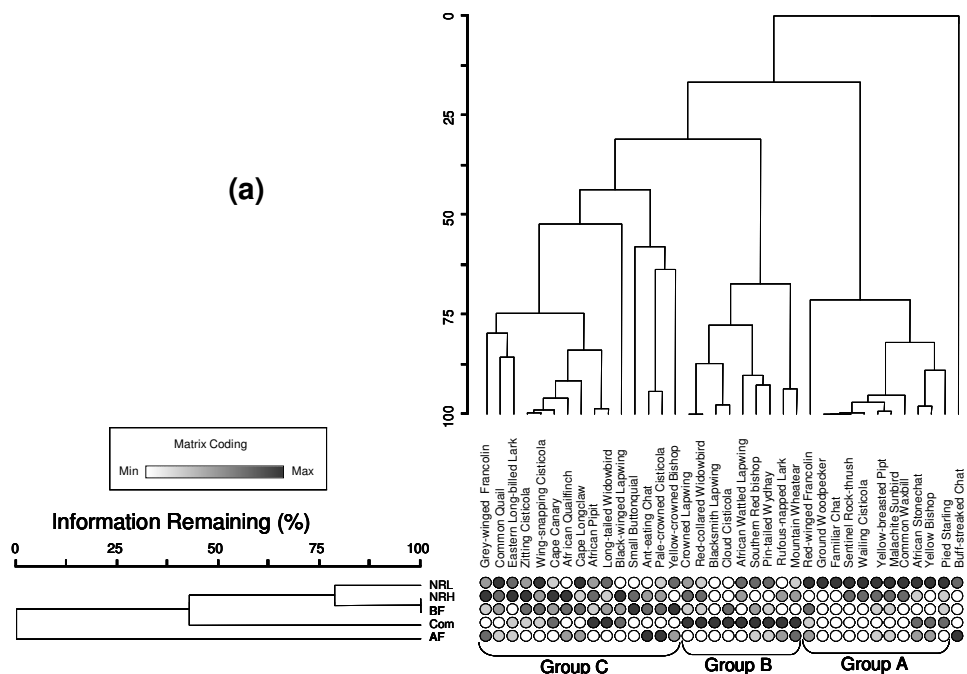 0
25
50
75
100
(a)
Matrix Coding
Min Max
Information Remaining (%)
0 25 50 75 100
Grey-winged Francolin
Common Quail
Eastern Long-billed Lark
Zitting Cisticola
Wing-snapping Cisticola
Cape Canary
African Quailfinch
Cape Longclaw
African Pipit
Long-tailed Widowbird
Black-winged Lapwing
Small Buttonquail
Ant-eating Chat
Pale-crowned Cisticola
Yellow-crowned Bishop
Crowned Lapwing
Red-collared Widowbird
Blacksmith Lapwing
Cloud Cisticola
African Wattled Lapwing
Southern Red bishop
Pin-tailed Wydhay
Rufous-napped Lark
Mountain Wheatear
Red-winged Francolin
Ground Woodpecker
Familiar Chat
Sentinel Rock-thrush
Wailing Cisticola
Yellow-breasted Pipt
Malachite Sunbird
Common Waxbill
African Stonechat
Yellow Bishop
Pied Starling
Buff-streaked Chat
NRL
NRH
BF
Com
AF
Group C Group B Group A